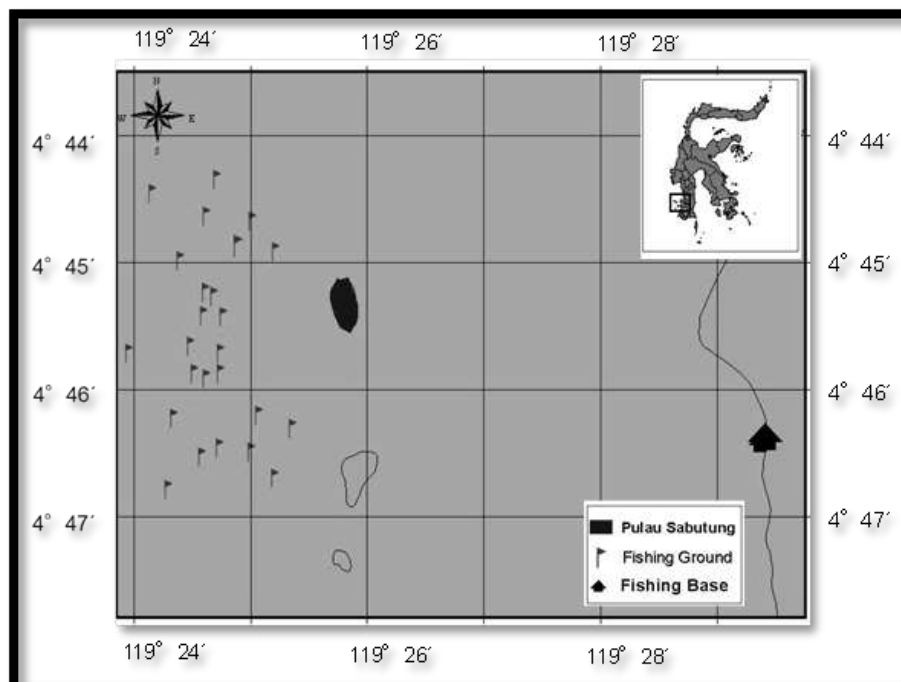 119° 24′ 119° 26′ 119° 28′
N
W E
S
4° 44′ 4° 44′
4° 45′ 4° 45′
4° 46′ 4° 46′
4° 47′ 4° 47′
Pulau Sabutung
Fishing Ground
Fishing Base
119° 24′ 119° 26′ 119° 28′